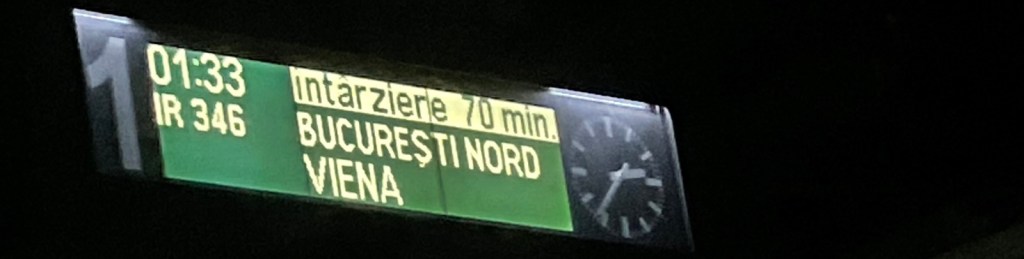 1
01:33 întârziere 70 min.
IR 346 BUCUREȘTI NORD
VIENA